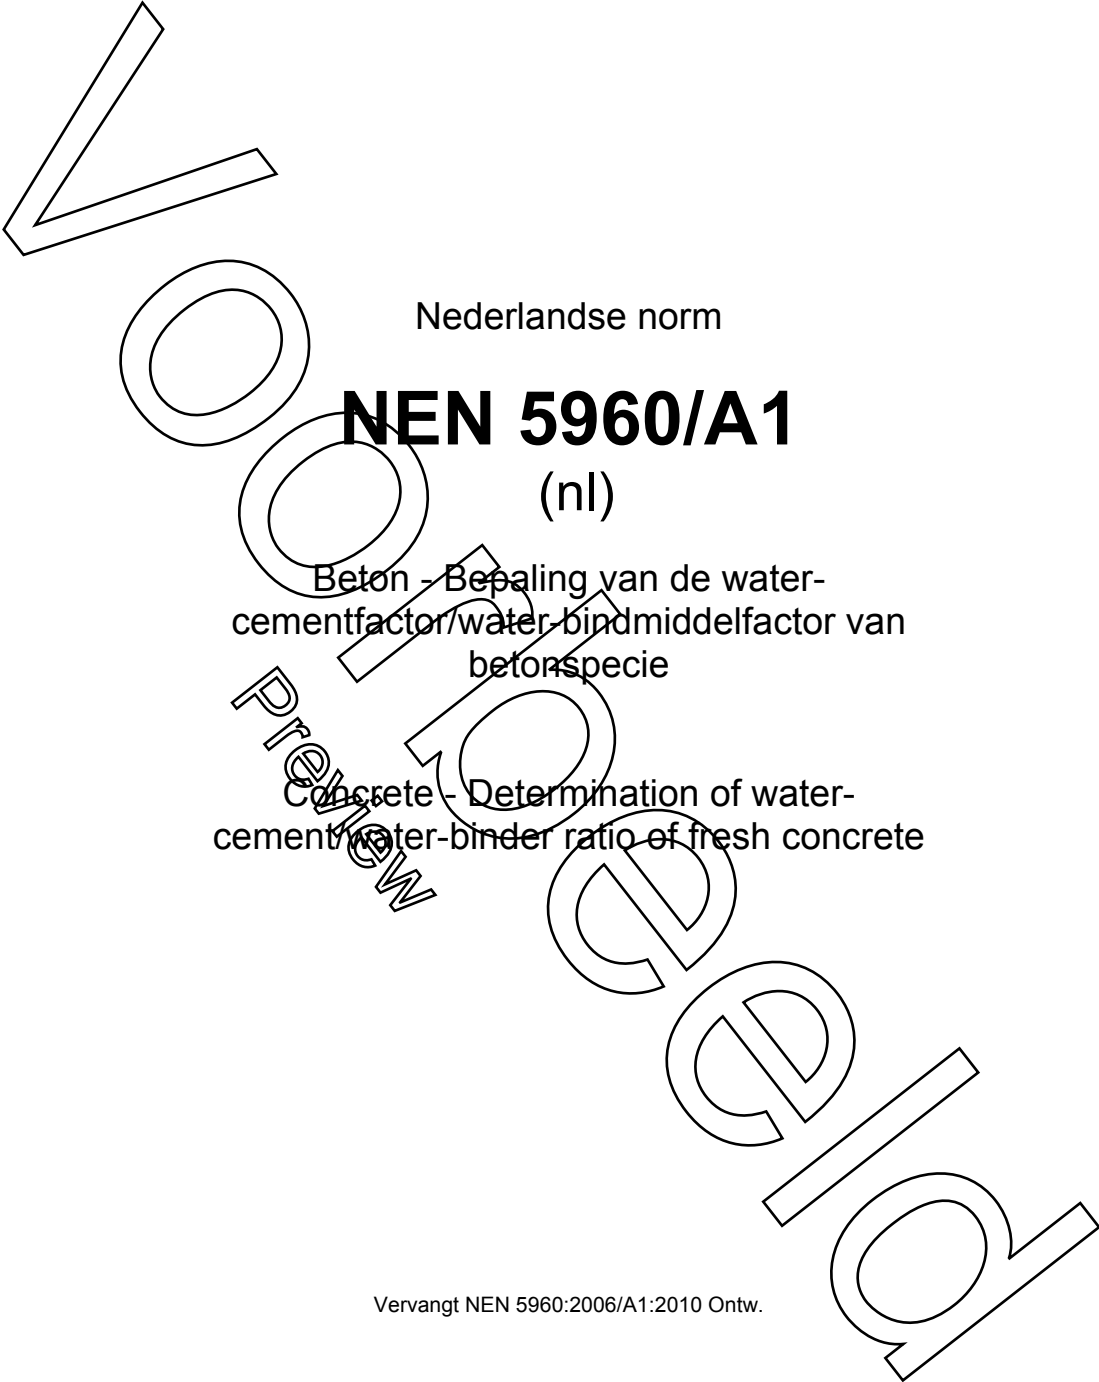 Nederlandse norm
NEN 5960/A1
(nl)
Beton - Bepaling van de water-
cementfactor/water-bindmiddelfactor van
betonspecie
Concrete - Determination of water-
cement/water-binder ratio of fresh concrete
Vervangt NEN 5960:2006/A1:2010 Ontw.
Voorbeeld
Preview